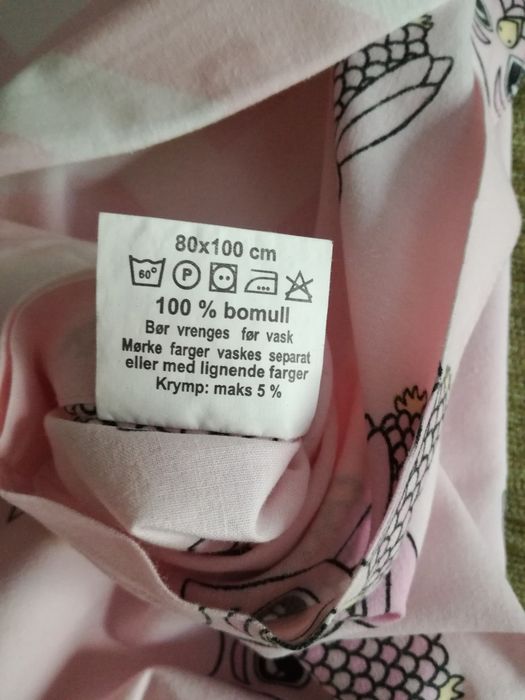 80x100 cm
60° P
100 % bomull
Bør vrenges før vask
Mørke farger vaskes separat
eller med lignende farger
Krymp: maks 5 %